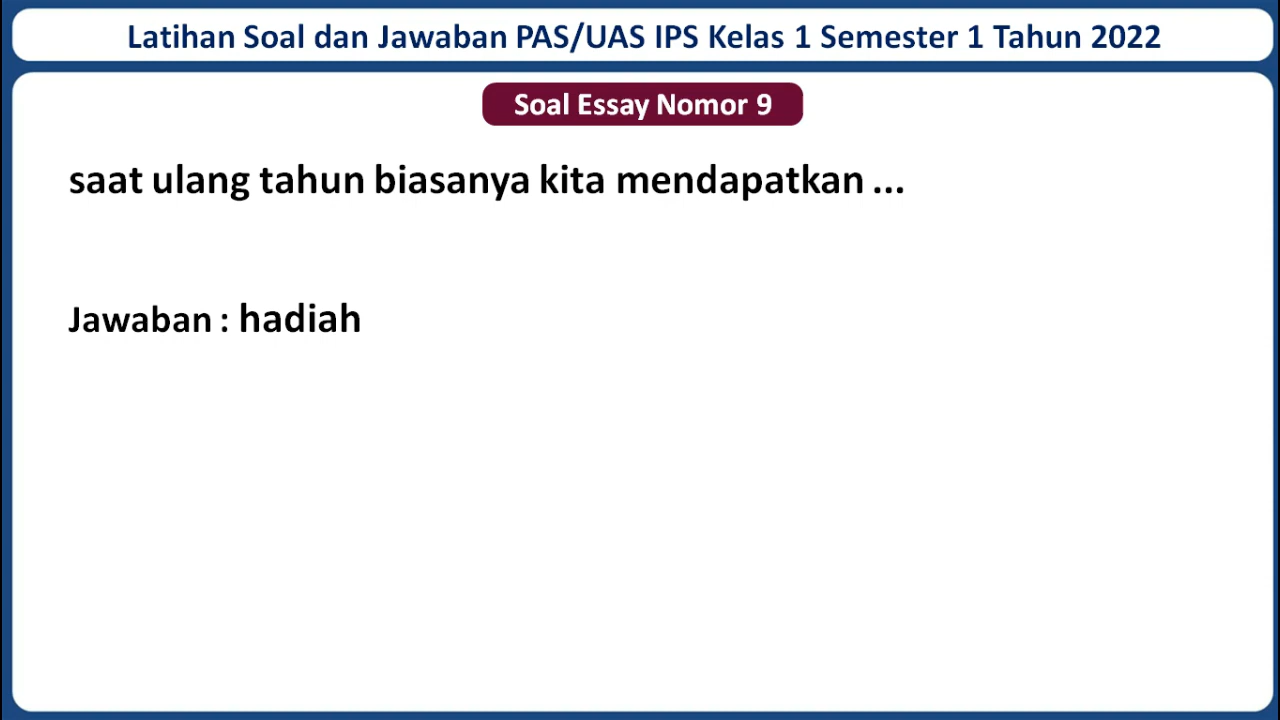 Latihan Soal dan Jawaban PAS/UAS IPS Kelas 1 Semester 1 Tahun 2022
Soal Essay Nomor 9
saat ulang tahun biasanya kita mendapatkan ...
Jawaban : hadiah